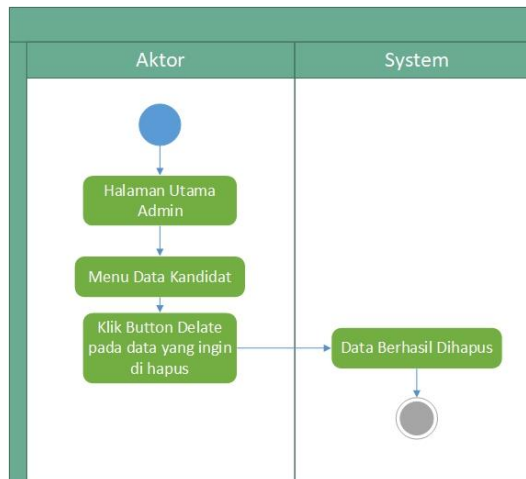 Aktor
System
Halaman Utama
Admin
Menu Data Kandidat
Klik Button Delate
pada data yang ingin
di hapus
Data Berhasil Dihapus